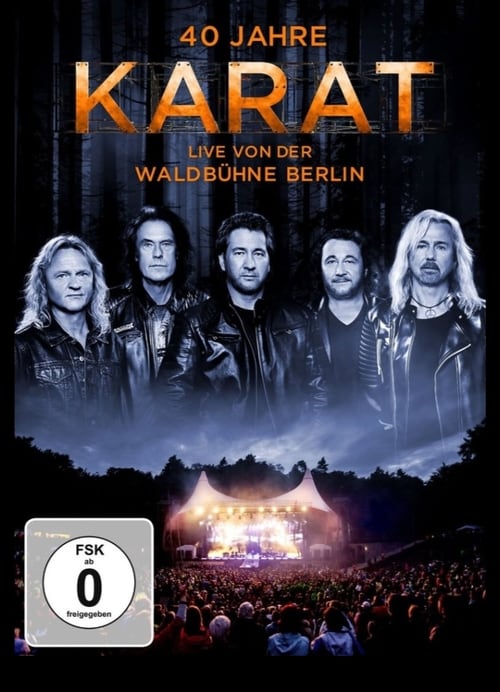 40 JAHRE
KARAT
LIVE VON DER
WALDBÜHNE BERLIN
FSK
ab
0
freigegeben